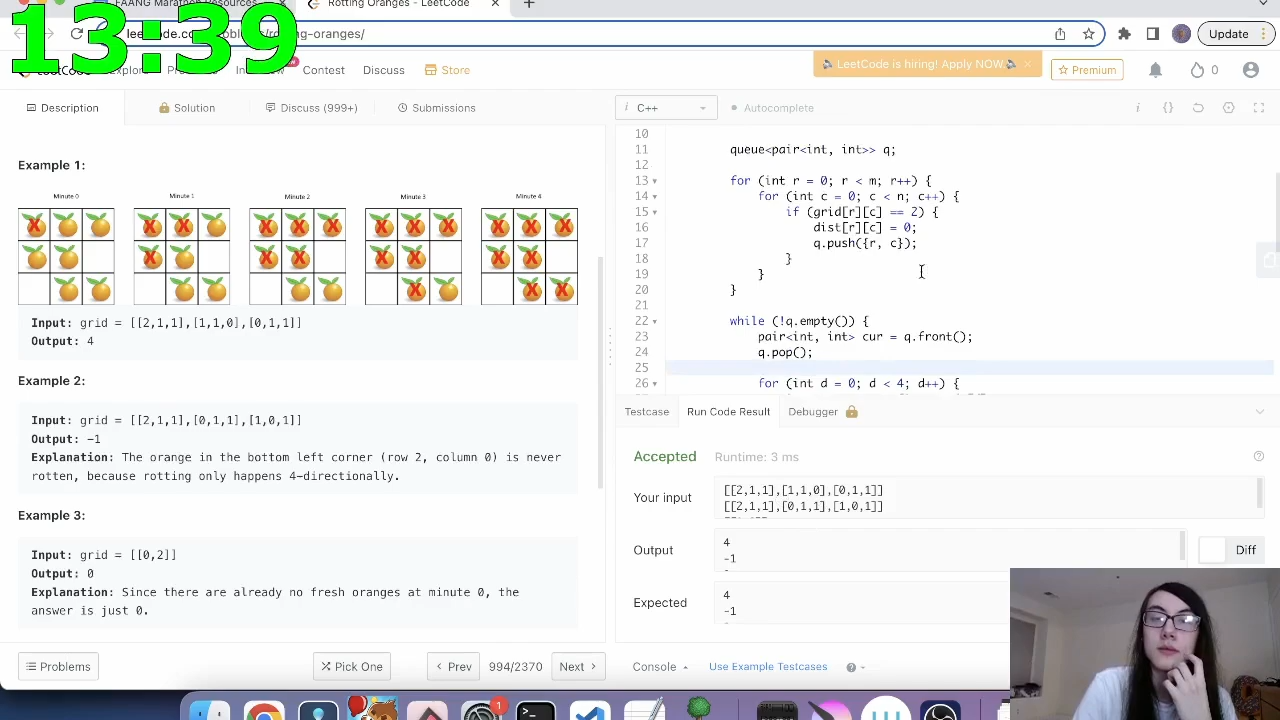 13:39
FAANG Marathon Resources
Rotting Oranges - LeetCode
rotting-oranges/
Update
Contest
Discuss
Store
LeetCode is hiring! Apply NOW.
Premium
0
Description
Solution
Discuss (999+)
Submissions
i C++
Autocomplete
Example 1:
Minute 0
Minute 1
Minute 2
Minute 3
Minute 4
Input: grid = [[2,1,1],[1,1,0],[0,1,1]]
Output: 4
Example 2:
Input: grid = [[2,1,1],[0,1,1],[1,0,1]]
Output: -1
Explanation: The orange in the bottom left corner (row 2, column 0) is never
rotten, because rotting only happens 4-directionally.
Example 3:
Input: grid = [[0,2]]
Output: 0
Explanation: Since there are already no fresh oranges at minute 0, the
answer is just 0.
10
11 queue<pair<int, int>> q;
12
13 for (int r = 0; r < m; r++) {
14 for (int c = 0; c < n; c++) {
15 if (grid[r][c] == 2) {
16 dist[r][c] = 0;
17 q.push({r, c});
18 }
19 }
20 }
21
22 while (!q.empty()) {
23 pair<int, int> cur = q.front();
24 q.pop();
25
26 for (int d = 0; d < 4; d++) {
Testcase
Run Code Result
Debugger
Accepted
Runtime: 3 ms
Your input
[[2,1,1],[1,1,0],[0,1,1]]
[[2,1,1],[0,1,1],[1,0,1]]
Output
4
-1
Diff
Expected
4
-1
Problems
Pick One
Prev
994/2370
Next
Console
Use Example Testcases
1